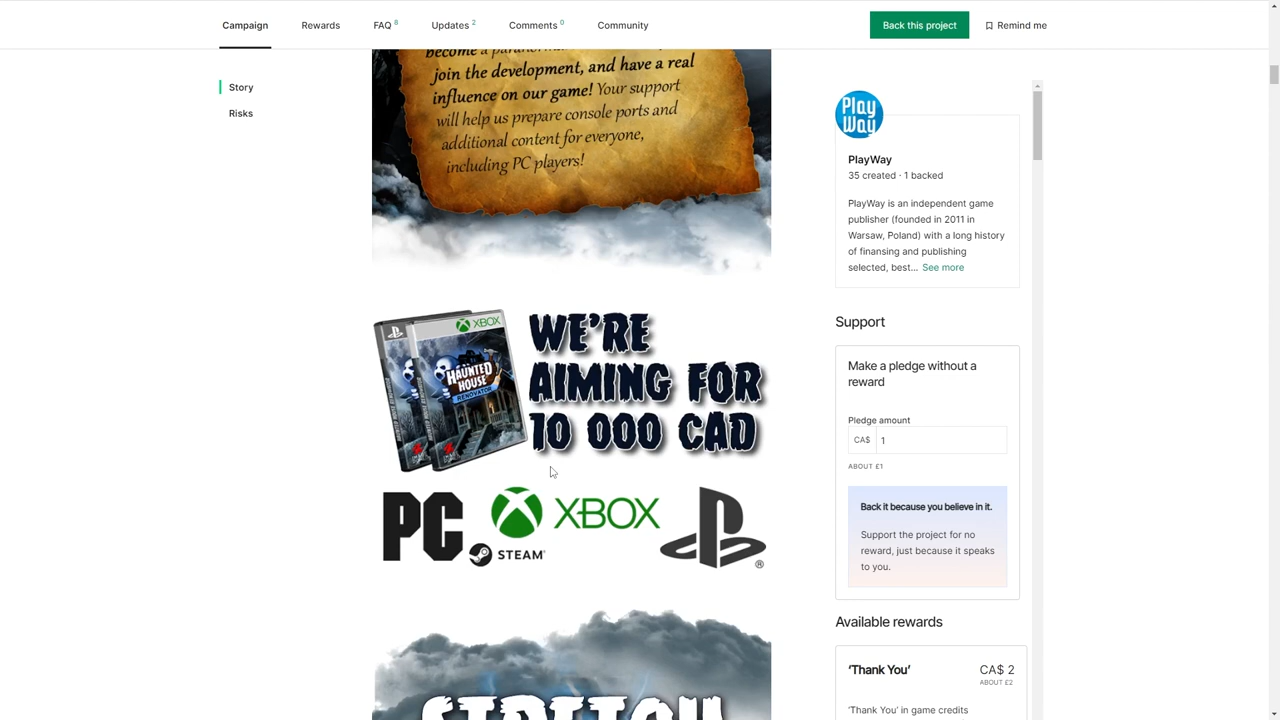 Campaign
Rewards
FAQ 8
Updates 2
Comments 0
Community
Back this project
Remind me
Story
Risks
become a
join the development, and have a real
influence on our game! Your support
will help us prepare console ports and
additional content for everyone,
including PC players!
XBOX
HAUNTED
HOUSE
RENOVATOR
WE'RE
AIMING FOR
10 000 CAD
PC
STEAM®
XBOX
®
STRETCH
Play
Way
PlayWay
35 created · 1 backed
PlayWay is an independent game
publisher (founded in 2011 in
Warsaw, Poland) with a long history
of finansing and publishing
selected, best... See more
Support
Make a pledge without a
reward
Pledge amount
CA$ 1
ABOUT £1
Back it because you believe in it.
Support the project for no
reward, just because it speaks
to you.
Available rewards
‘Thank You’
CA$ 2
ABOUT £2
‘Thank You’ in game credits